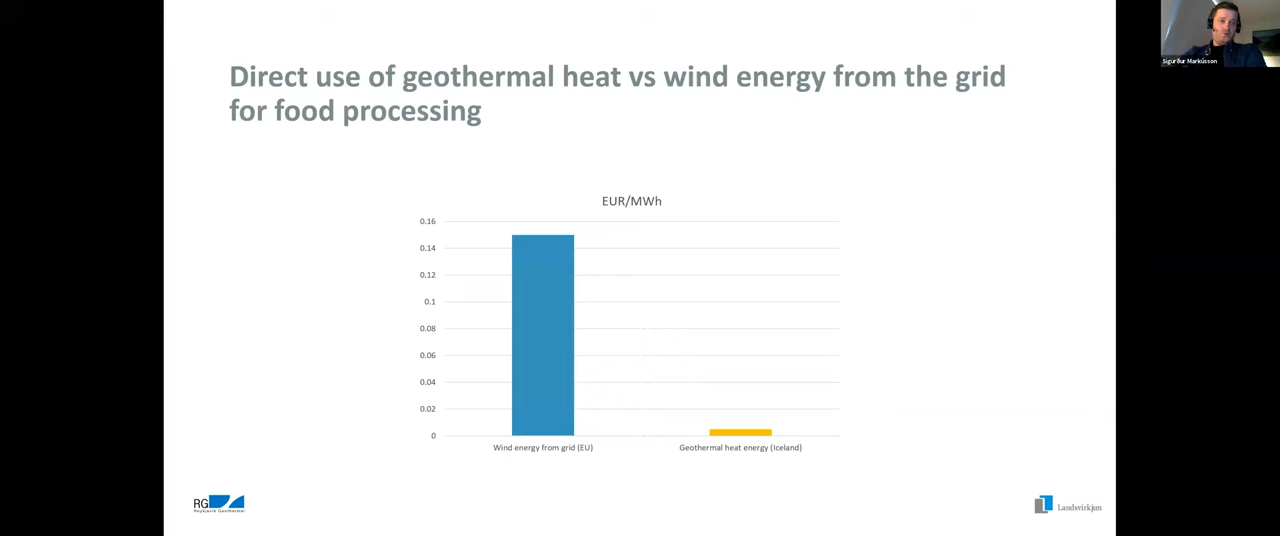 Direct use of geothermal heat vs wind energy from the grid
for food processing
Sigurður Markússon
EUR/MWh
0.16
0.14
0.12
0.1
0.08
0.06
0.04
0.02
0
Wind energy from grid (EU)
Geothermal heat energy (Iceland)
RG
Reykjavik Geothermal
Landsvirkjun